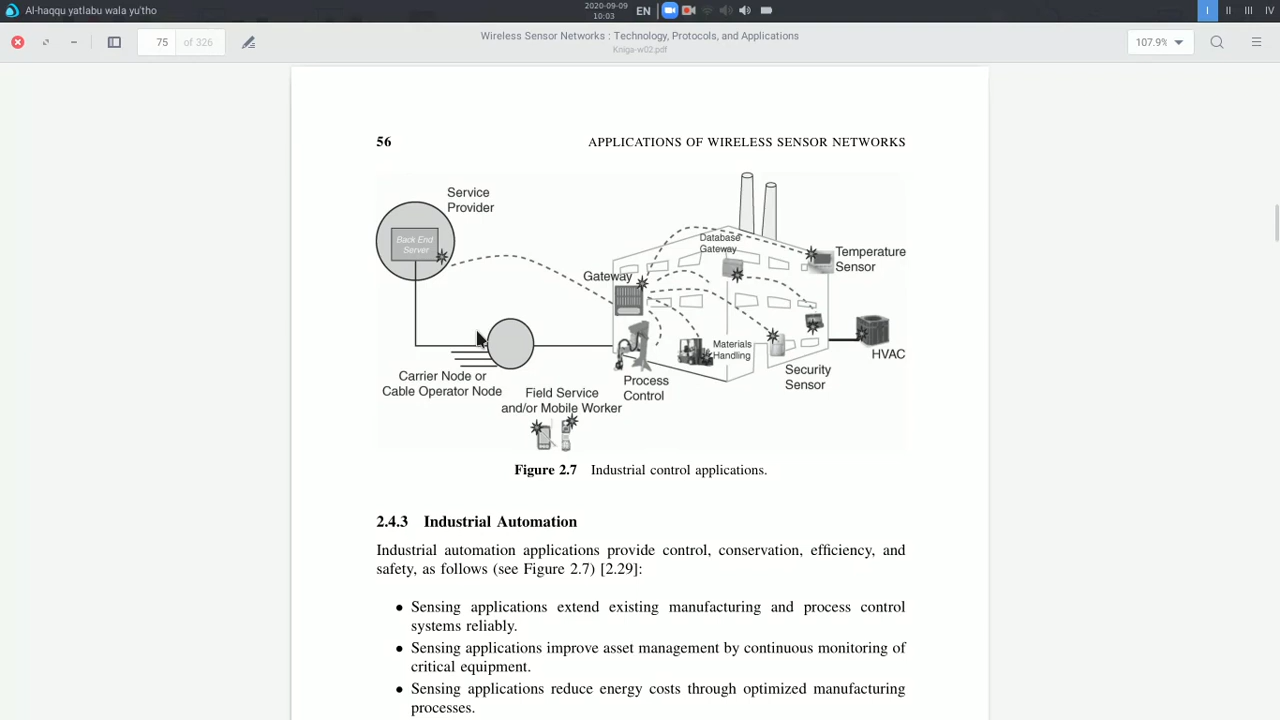 Al-haqqu yatlabu wala yu'tho
2020-09-09
10:03
EN
I II III IV
75 of 326
Wireless Sensor Networks : Technology, Protocols, and Applications
Kniga-w02.pdf
107.9%
56 APPLICATIONS OF WIRELESS SENSOR NETWORKS
Service
Provider
Back End
Server
Database
Gateway
Temperature
Sensor
Gateway
Materials
Handling
HVAC
Security
Sensor
Process
Control
Carrier Node or
Cable Operator Node
Field Service
and/or Mobile Worker
Figure 2.7 Industrial control applications.
2.4.3 Industrial Automation
Industrial automation applications provide control, conservation, efficiency, and
safety, as follows (see Figure 2.7) [2.29]:
• Sensing applications extend existing manufacturing and process control
systems reliably.
• Sensing applications improve asset management by continuous monitoring of
critical equipment.
• Sensing applications reduce energy costs through optimized manufacturing
processes.